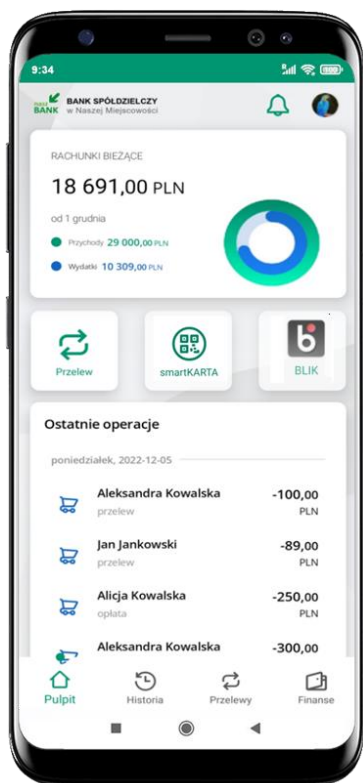 9:34
nasz BANK
BANK SPÓŁDZIELCZY
w Naszej Miejscowości
RACHUNKI BIEŻĄCE
18 691,00 PLN
od 1 grudnia
Przychody 29 000,00 PLN
Wydatki 10 309,00 PLN
b
Przelew
smartKARTA
BLIK
Ostatnie operacje
poniedziałek, 2022-12-05
Aleksandra Kowalska -100,00
przelew PLN
Jan Jankowski -89,00
przelew PLN
Alicja Kowalska -250,00
opłata PLN
Aleksandra Kowalska -300,00
Pulpit
Historia
Przelewy
Finanse